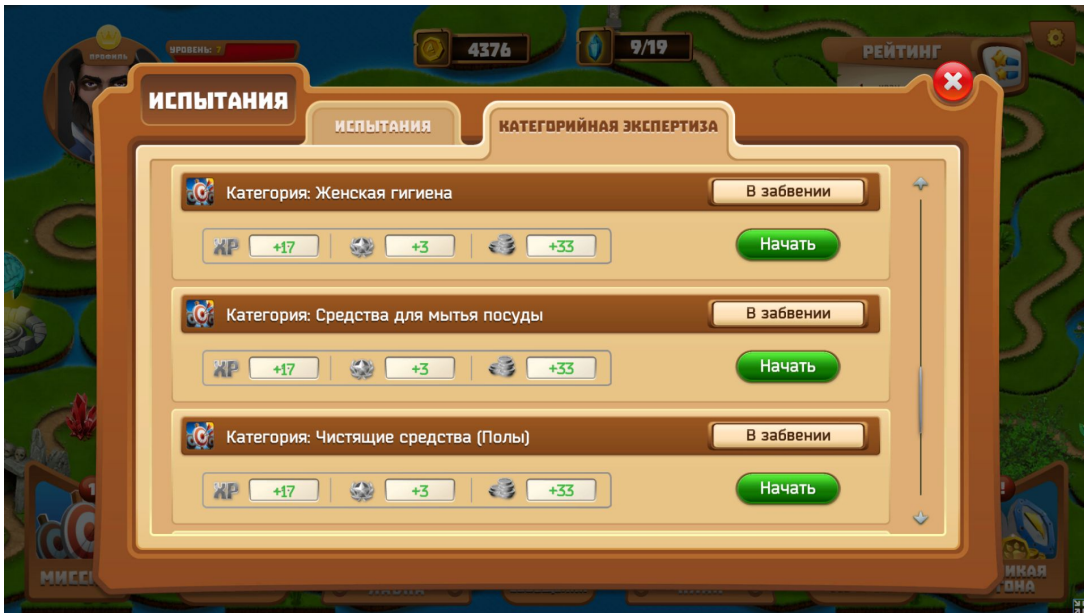 ПРОФИЛЬ
УРОВЕНЬ: 7
4376
9/19
РЕЙТИНГ
ИСПЫТАНИЯ
ИСПЫТАНИЯ
КАТЕГОРИЙНАЯ ЭКСПЕРТИЗА
Категория: Женская гигиена
В забвении
XP +17 +3 +33
Начать
Категория: Средства для мытья посуды
В забвении
XP +17 +3 +33
Начать
Категория: Чистящие средства (Полы)
В забвении
XP +17 +3 +33
Начать